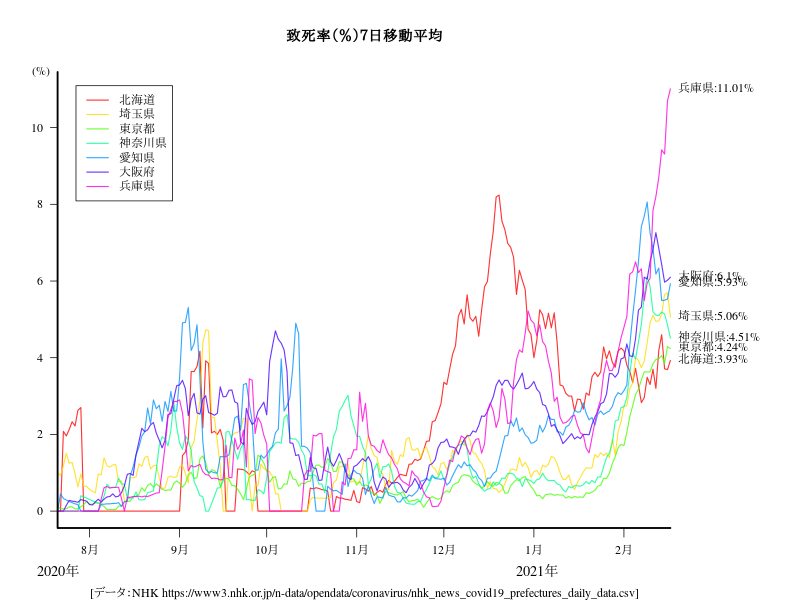 致死率(%)7日移動平均
(%)
北海道
埼玉県
東京都
神奈川県
愛知県
大阪府
兵庫県
10
8
6
4
2
0
兵庫県:11.01%
大阪府:6.1%
愛知県:5.93%
埼玉県:5.06%
神奈川県:4.51%
東京都:4.24%
北海道:3.93%
8月 9月 10月 11月 12月 1月 2月
2020年 2021年
[データ:NHK https://www3.nhk.or.jp/n-data/opendata/coronavirus/nhk_news_covid19_prefectures_daily_data.csv]